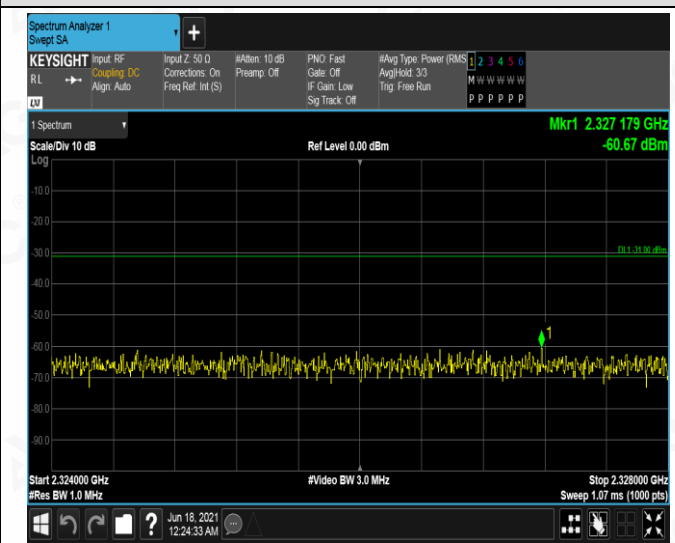 Spectrum Analyzer 1
Swept SA
+
KEYSIGHT
RL
LXI
Input: RF
Coupling: DC
Align: Auto
Input Z: 50 Ω
Corrections: On
Freq Ref: Int (S)
#Atten: 10 dB
Preamp: Off
PNO: Fast
Gate: Off
IF Gain: Low
Sig Track: Off
#Avg Type: Power (RMS
Avg|Hold: 3/3
Trig: Free Run
1 2 3 4 5 6
M W W W W W
P P P P P P
1 Spectrum
Mkr1 2.327 179 GHz
-60.67 dBm
Scale/Div 10 dB
Ref Level 0.00 dBm
Log
-10.0
-20.0
-30.0
DL1 -31.00 dBm
-40.0
-50.0
1
-60.0
-70.0
-80.0
-90.0
Start 2.324000 GHz
#Video BW 3.0 MHz
Stop 2.328000 GHz
#Res BW 1.0 MHz
Sweep 1.07 ms (1000 pts)
?
Jun 18, 2021
12:24:33 AM